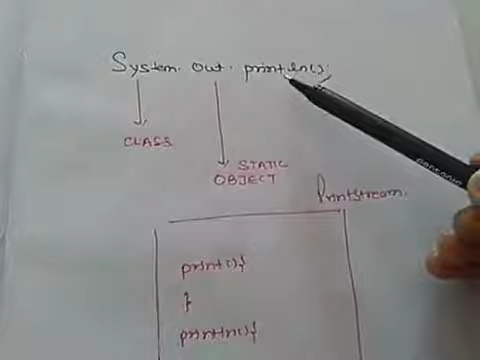 System. Out. println().
CLASS
STATIC
OBJECT
Printstream.
print(){
}
println(){